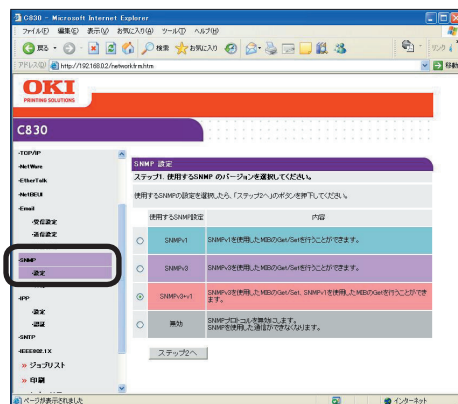 C830 - Microsoft Internet Explorer
ファイル(F) 編集(E) 表示(V) お気に入り(A) ツール(T) ヘルプ(H)
戻る 検索 お気に入り リンク
アドレス(D) http://192.168.0.2/networkfrm.htm 移動
OKI
PRINTING SOLUTIONS
C830
-TCP/IP
-NetWare
-EtherTalk
-NetBEUI
-Email
-受信設定
-送信設定
-SNMP
-設定
-IPP
-設定
-認証
-SNTP
-IEEE802.1X
» ジョブリスト
» 印刷
SNMP 設定
ステップ1. 使用するSNMP のバージョンを選択してください。
使用するSNMPの設定を選択したら、「ステップ2へ」のボタンを押下してください。
使用するSNMP設定 内容
SNMPv1 SNMPv1を使用したMIBのGet/Setを行うことができます。
SNMPv3 SNMPv3を使用したMIBのGet/Setを行うことができます。
SNMPv3+v1 SNMPv3を使用したMIBのGet/Set、SNMPv1を使用したMIBのGetを行うことができ
ます。
無効 SNMPプロトコルを無効にします。
SNMPを使用した通信ができなくなります。
ステップ2へ
ページが表示されました インターネット